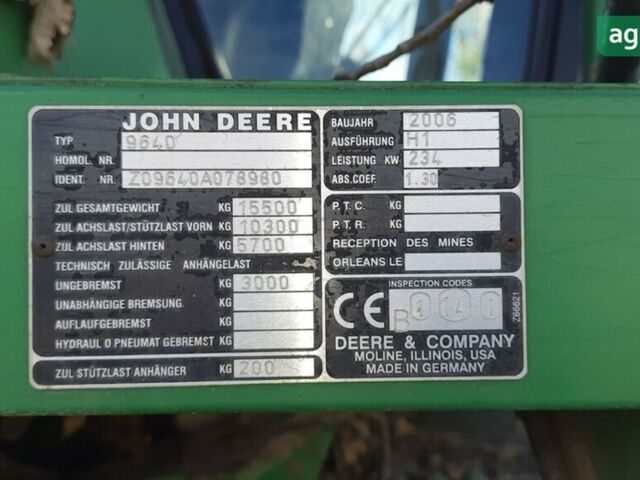 ag
JOHN DEERE
TYP 9640
HOMOL. NR.
IDENT. NR. Z09640A076980
ZUL GESAMTGEWICHT KG 15500
ZUL ACHSLAST/STÜTZLAST VORN KG 10300
ZUL ACHSLAST HINTEN KG 5700
TECHNISCH ZULÄSSIGE ANHÄNGELAST
UNGEBREMST KG 3000
UNABHÄNGIGE BREMSUNG KG
AUFLAUFGEBREMST KG
HYDRAUL O PNEUMAT GEBREMST KG
ZUL STÜTZLAST ANHÄNGER KG 200
BAUJAHR 2006
AUSFÜHRUNG H1
LEISTUNG KW 234
ABS.COEF. 1.30
P.T.C. KG
P.T.R. KG
RECEPTION DES MINES
ORLEANS LE
INSPECTION CODES
CE
DEERE & COMPANY
MOLINE, ILLINOIS, USA
MADE IN GERMANY
Z66621